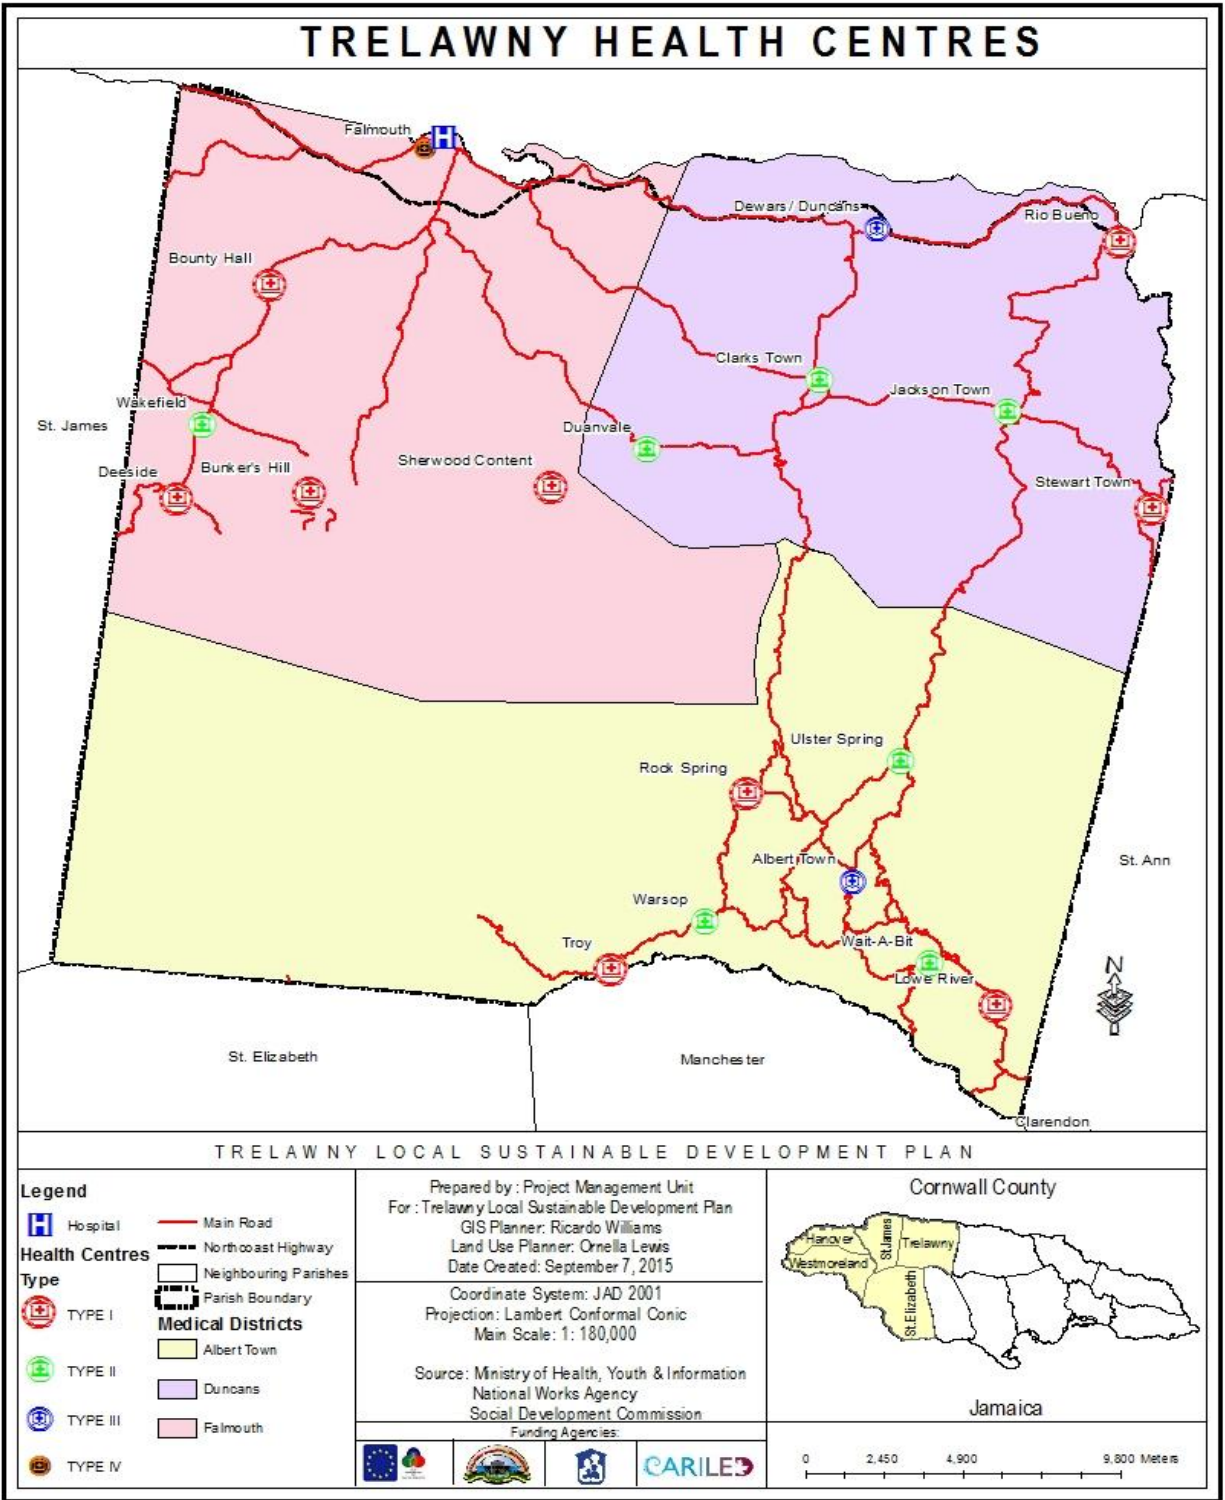 TRELAWNY HEALTH CENTRES
Falmouth
Dewars / Duncans
Rio Bueno
Bounty Hall
Clarks Town
Jackson Town
Wakefield
St. James
Duanvale
Deeside
Bunker's Hill
Sherwood Content
Stewart Town
Ulster Spring
Rock Spring
Albert Town
St. Ann
Warsop
Troy
Wait-A-Bit
Lowe River
N
St. Elizabeth
Manchester
Clarendon
TRELAWNY LOCAL SUSTAINABLE DEVELOPMENT PLAN
Legend
H Hospital
Health Centres
Type
TYPE I
TYPE II
TYPE III
TYPE IV
Main Road
Northcoast Highway
Neighbouring Parishes
Parish Boundary
Medical Districts
Albert Town
Duncans
Falmouth
Prepared by : Project Management Unit
For : Trelawny Local Sustainable Development Plan
GIS Planner: Ricardo Williams
Land Use Planner: Ornella Lewis
Date Created: September 7, 2015
Coordinate System: JAD 2001
Projection: Lambert Conformal Conic
Main Scale: 1: 180,000
Source: Ministry of Health, Youth & Information
National Works Agency
Social Development Commission
Funding Agencies:
CARILED
Cornwall County
Hanover
St.James
Trelawny
Westmoreland
St.Elizabeth
Jamaica
0 2,450 4,900 9,800 Meters